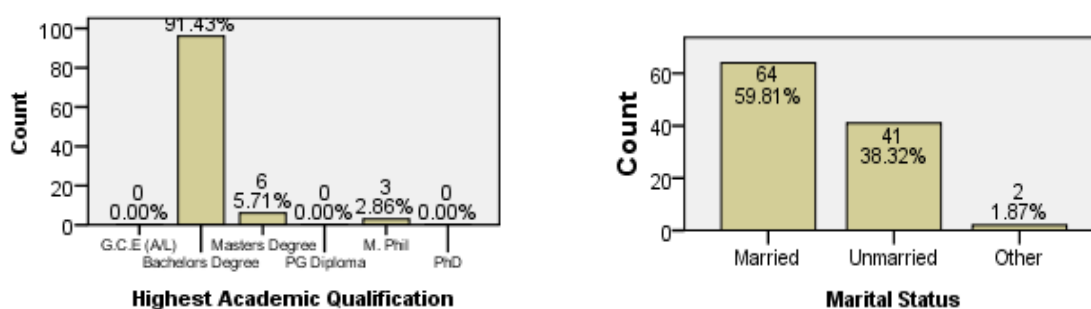 91.43%
100
80
60
40
20
0
Count
0
0.00%
6
5.71%
0
0.00%
3
2.86%
0
0.00%
G.C.E (A/L)
Bachelors Degree
Masters Degree
PG Diploma
M. Phil
PhD
Highest Academic Qualification
60
40
20
0
Count
64
59.81%
41
38.32%
2
1.87%
Married
Unmarried
Other
Marital Status